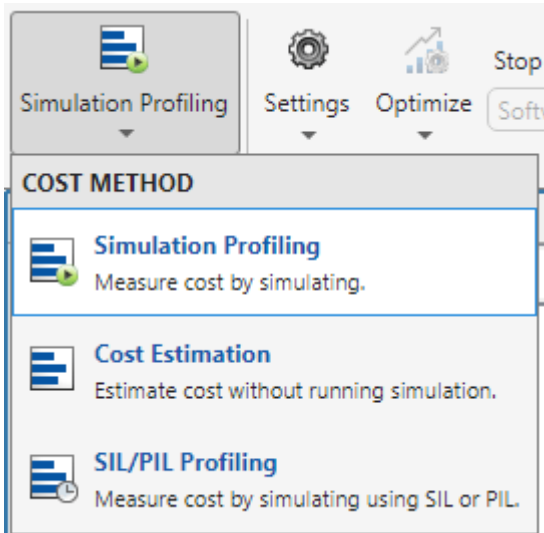 Simulation Profiling
Settings
Optimize
Stop
COST METHOD
Simulation Profiling
Measure cost by simulating.
Cost Estimation
Estimate cost without running simulation.
SIL/PIL Profiling
Measure cost by simulating using SIL or PIL.